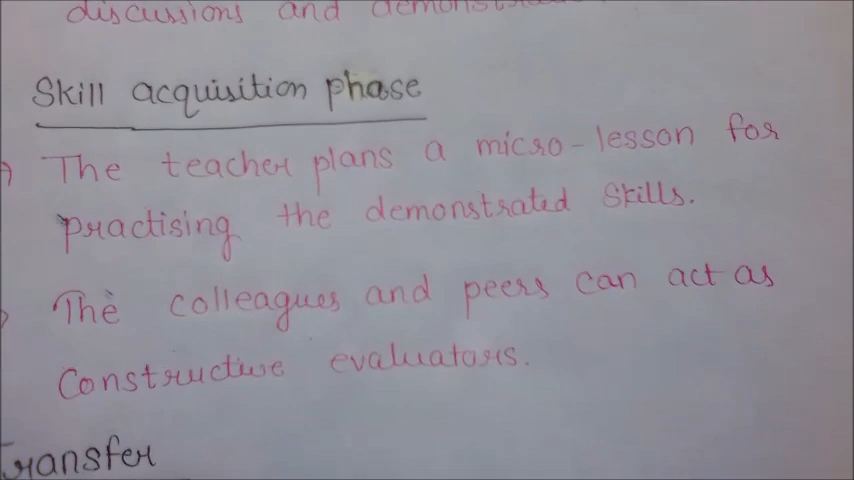 discussions and demonstra
Skill acquisition phase
The teacher plans a micro-lesson for
practising the demonstrated skills.
The colleagues and peers can act as
Constructive evaluators.
Transfer